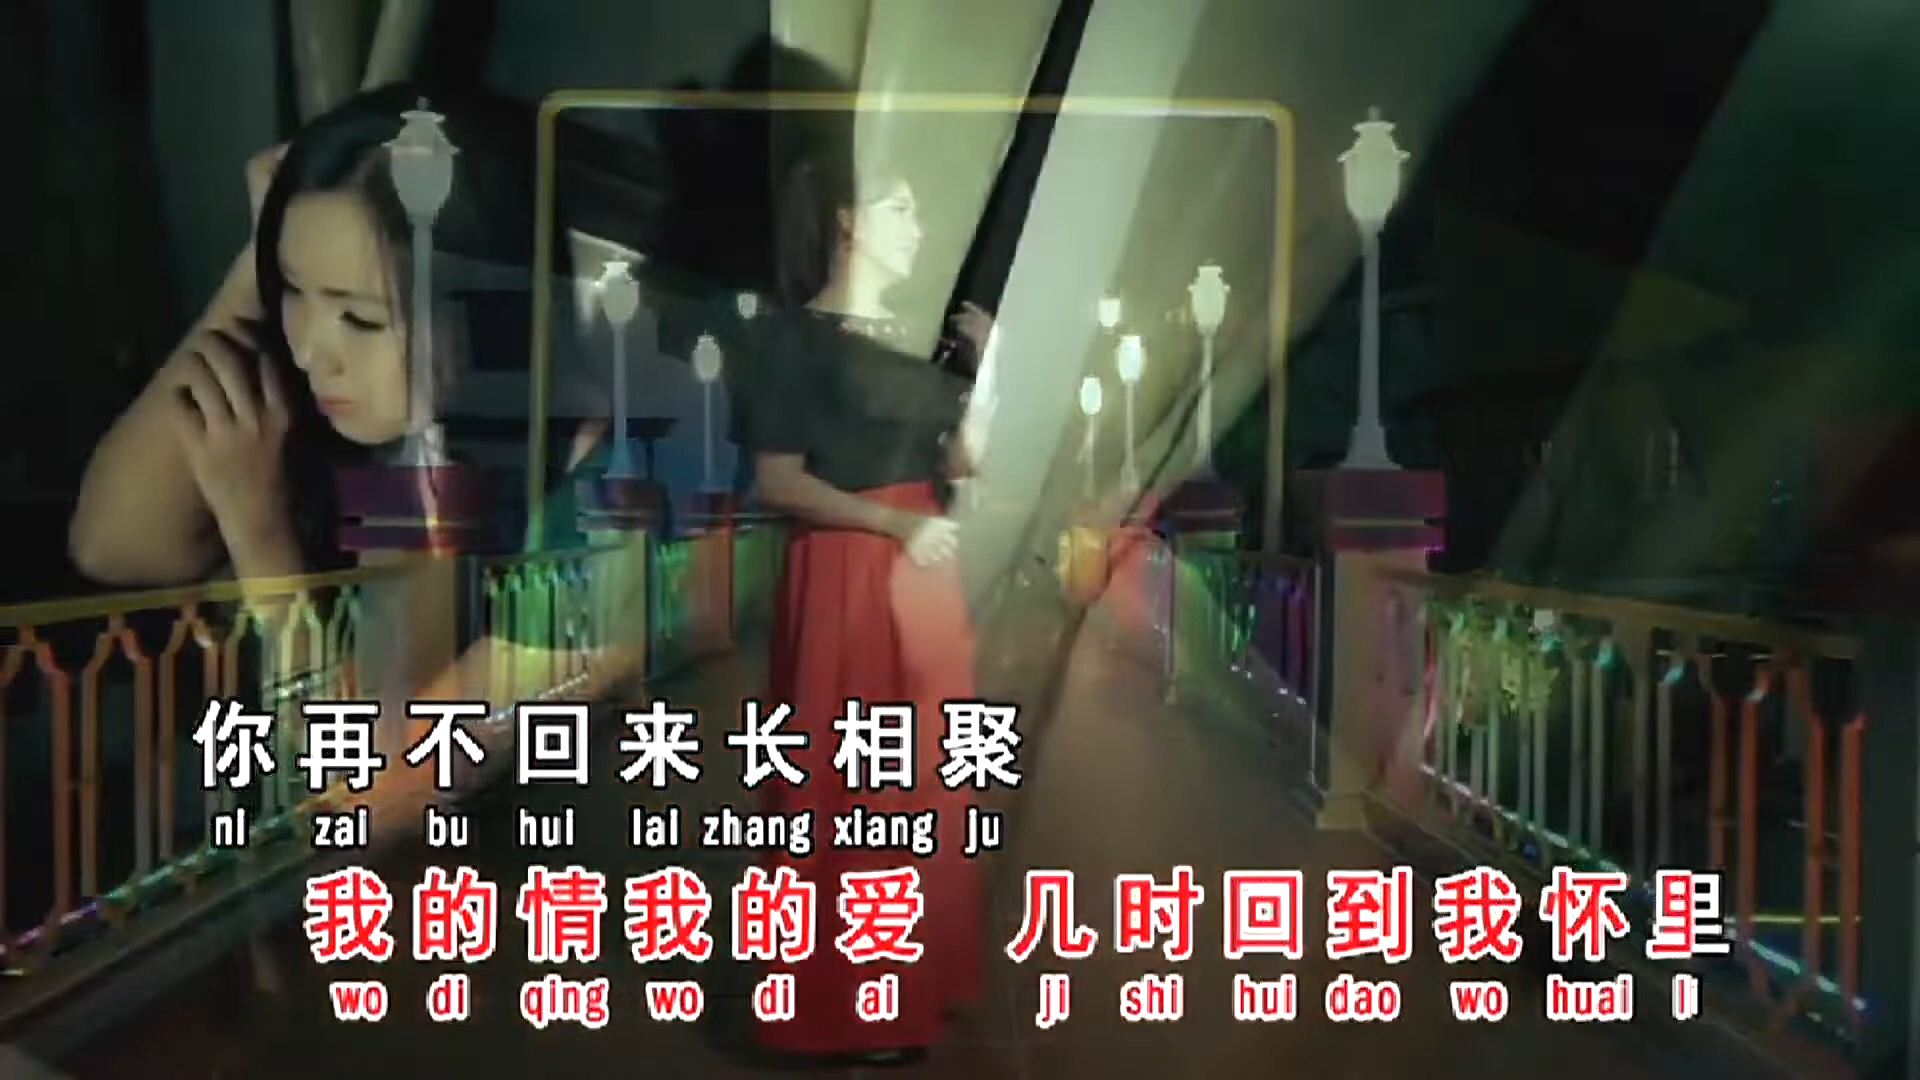 你再不回来长相聚
ni zai bu hui lai zhang xiang ju
我的情我的爱 几时回到我怀里
wo di qing wo di ai ji shi hui dao wo huai li